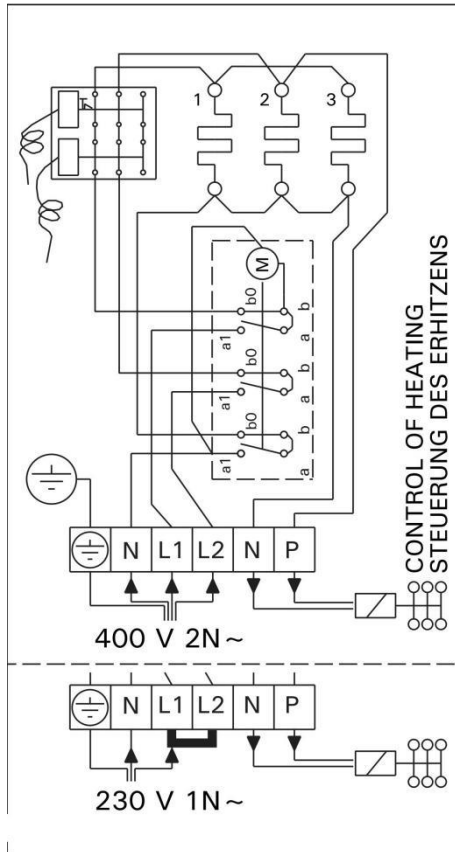 1 2 3
M
b0 b
a1 a
b0 b
a1 a
b0 b
a1 a
N L1 L2 N P
400 V 2N ~
N L1 L2 N P
230 V 1N ~
CONTROL OF HEATING
STEUERUNG DES ERHITZENS